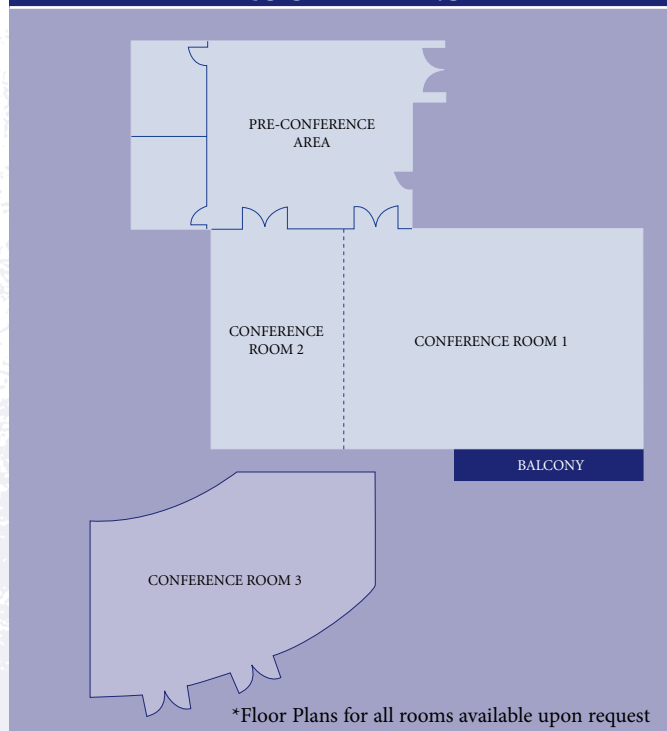 PRE-CONFERENCE
AREA
CONFERENCE
ROOM 2
CONFERENCE ROOM 1
BALCONY
CONFERENCE ROOM 3
*Floor Plans for all rooms available upon request